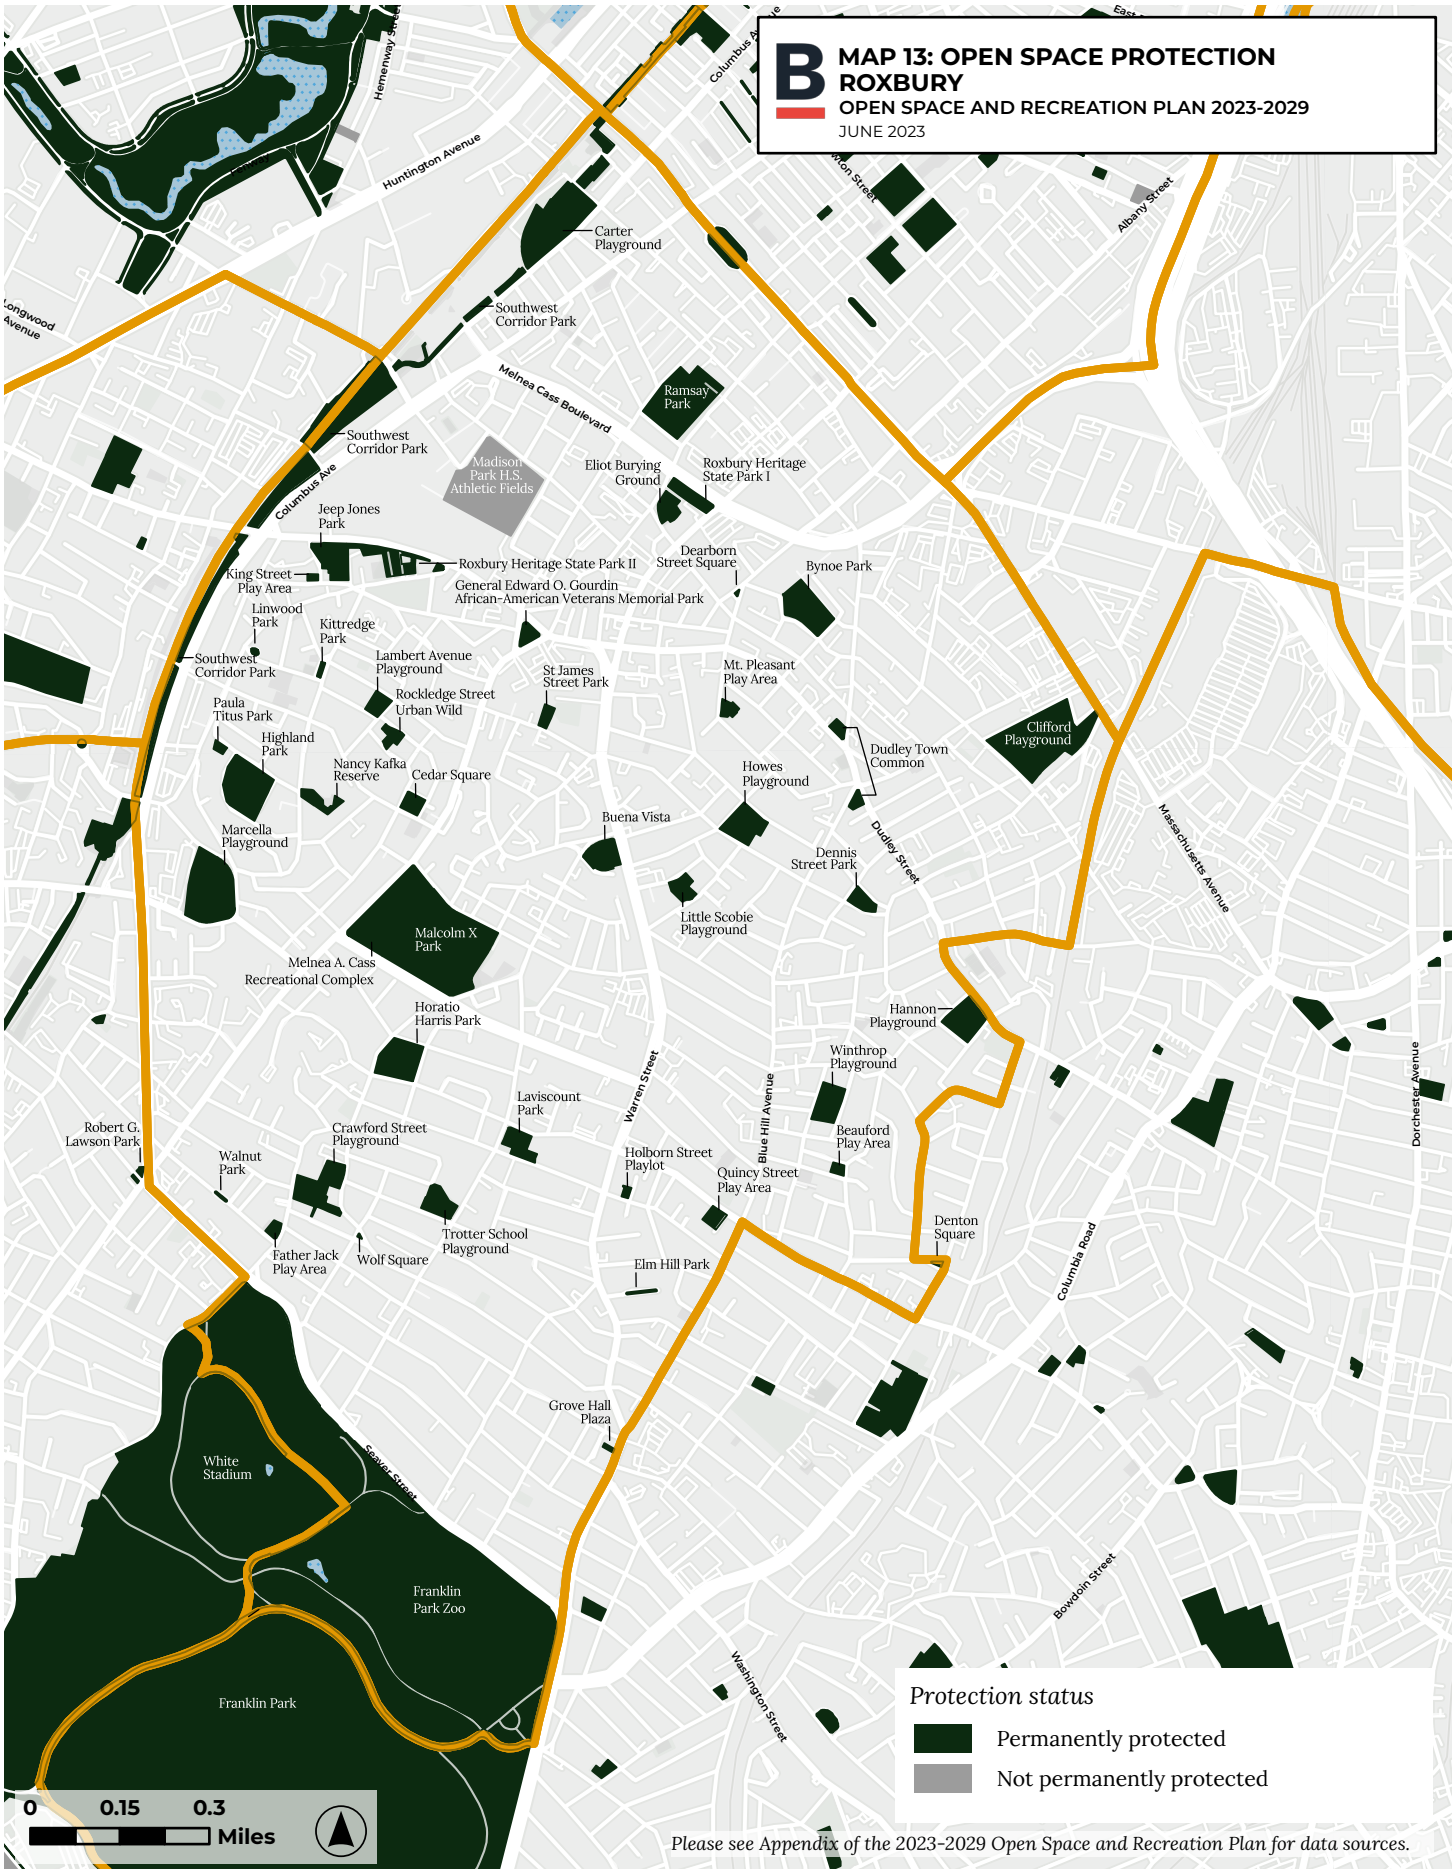 B
MAP 13: OPEN SPACE PROTECTION
ROXBURY
OPEN SPACE AND RECREATION PLAN 2023-2029
JUNE 2023
Hemenway Street
Columbus Avenue
Huntington Avenue
Albany Street
Carter
Playground
Longwood
Avenue
Southwest
Corridor Park
Melnea Cass Boulevard
Ramsay
Park
Southwest
Corridor Park
Columbus Ave
Madison
Park H.S.
Athletic Fields
Eliot Burying
Ground
Roxbury Heritage
State Park I
Jeep Jones
Park
Roxbury Heritage State Park II
Dearborn
Street Square
Bynoe Park
King Street
Play Area
General Edward O. Gourdin
African-American Veterans Memorial Park
Linwood
Park
Kittredge
Park
Southwest
Corridor Park
Lambert Avenue
Playground
St James
Street Park
Mt. Pleasant
Play Area
Rockledge Street
Urban Wild
Paula
Titus Park
Highland
Park
Clifford
Playground
Dudley Town
Common
Nancy Kafka
Reserve
Cedar Square
Howes
Playground
Marcella
Playground
Buena Vista
Dudley Street
Massachusetts Avenue
Dennis
Street Park
Little Scobie
Playground
Malcolm X
Park
Melnea A. Cass
Recreational Complex
Horatio
Harris Park
Hannon
Playground
Winthrop
Playground
Warren Street
Blue Hill Avenue
Dorchester Avenue
Laviscount
Park
Robert G.
Lawson Park
Crawford Street
Playground
Beauford
Play Area
Walnut
Park
Holborn Street
Playlot
Quincy Street
Play Area
Denton
Square
Trotter School
Playground
Father Jack
Play Area
Wolf Square
Elm Hill Park
Columbia Road
Grove Hall
Plaza
Seaver Street
White
Stadium
Franklin
Park Zoo
Bowdoin Street
Washington Street
Franklin Park
Protection status
Permanently protected
Not permanently protected
0 0.15 0.3
Miles
Please see Appendix of the 2023-2029 Open Space and Recreation Plan for data sources.